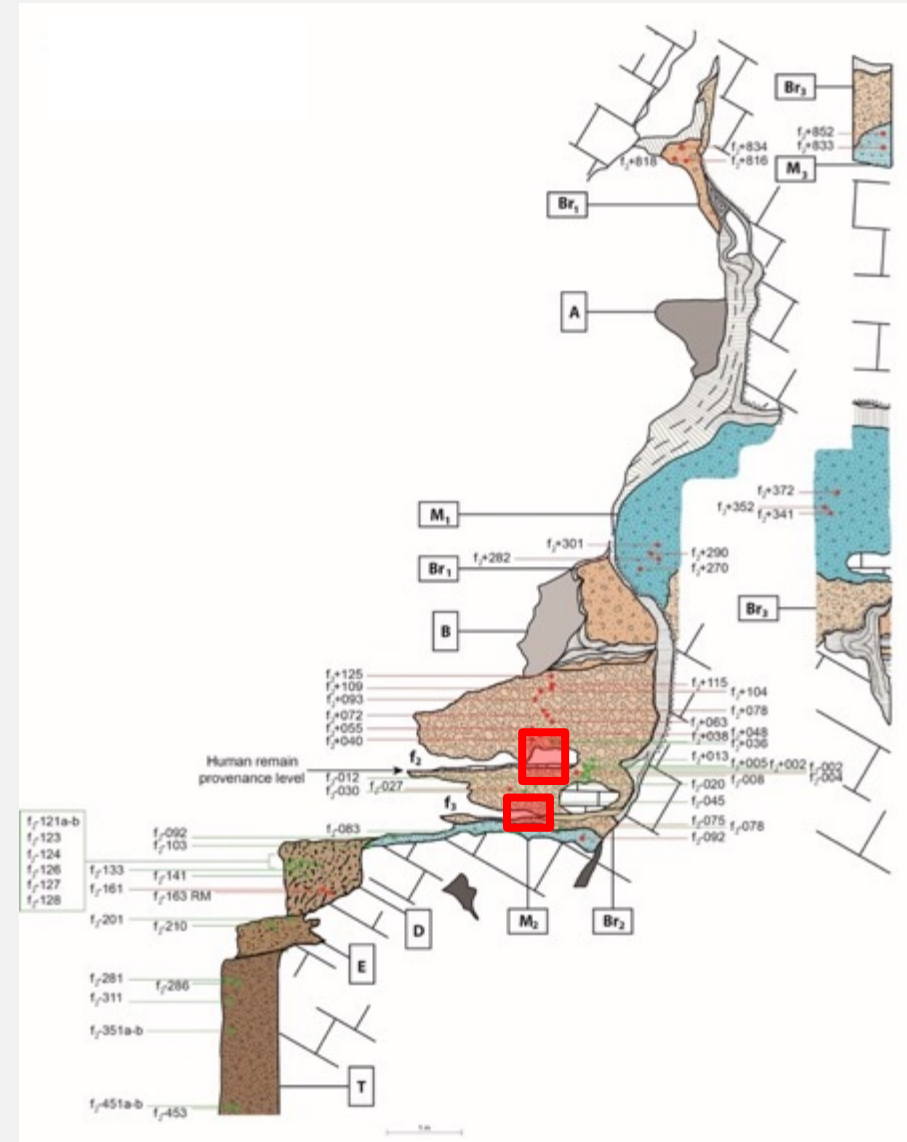 Br₃
f₂+852
f₂+833
M₃
f₂+834
f₂+818
f₂+816
Br₁
A
f₂+372
f₂+352
f₂+341
M₁
f₂+301
f₂+282
f₂+290
f₂+270
Br₁
Br₃
B
f₂+125
f₂+109
f₂+093
f₂+072
f₂+055
f₂+040
f₂+115
f₂+104
f₂+078
f₂+063
f₂+048
f₂+038
f₂+036
f₂+013
f₂+005
f₂+002
f₂-002
f₂-004
f₂-008
f₂-020
f₂-045
f₂-075
f₂-078
f₂-092
Human remain
provenance level
f₂
f₂-012
f₂-027
f₂-030
f₃
f₂-083
f₂-092
f₂-103
f₂-121a-b
f₂-123
f₂-124
f₂-126
f₂-127
f₂-128
f₂-133
f₂-141
f₂-161
f₂-163 RM
f₂-201
f₂-210
D
M₂
Br₂
E
f₂-281
f₂-286
f₂-311
f₂-351a-b
T
f₂-451a-b
f₂-453
1 m